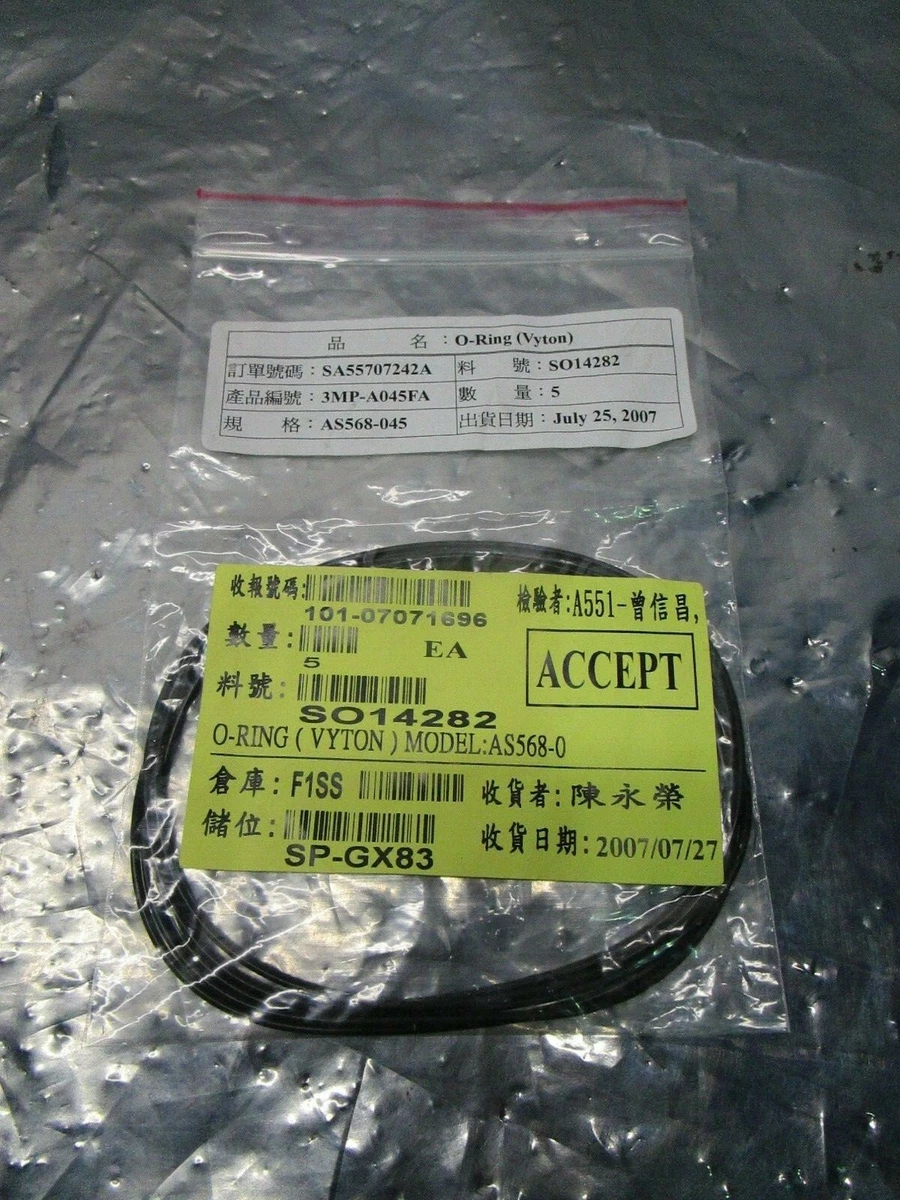 品 名：O-Ring (Vyton)
訂單號碼：SA55707242A 料 號：SO14282
產品編號：3MP-A045FA 數 量：5
規 格：AS568-045 出貨日期：July 25, 2007
收報號碼: 檢驗者:A551-曾信昌,
101-07071696
數量: EA
5
ACCEPT
料號:
SO14282
O-RING ( VYTON ) MODEL:AS568-0
倉庫: F1SS 收貨者: 陳永榮
儲位: 收貨日期: 2007/07/27
SP-GX83